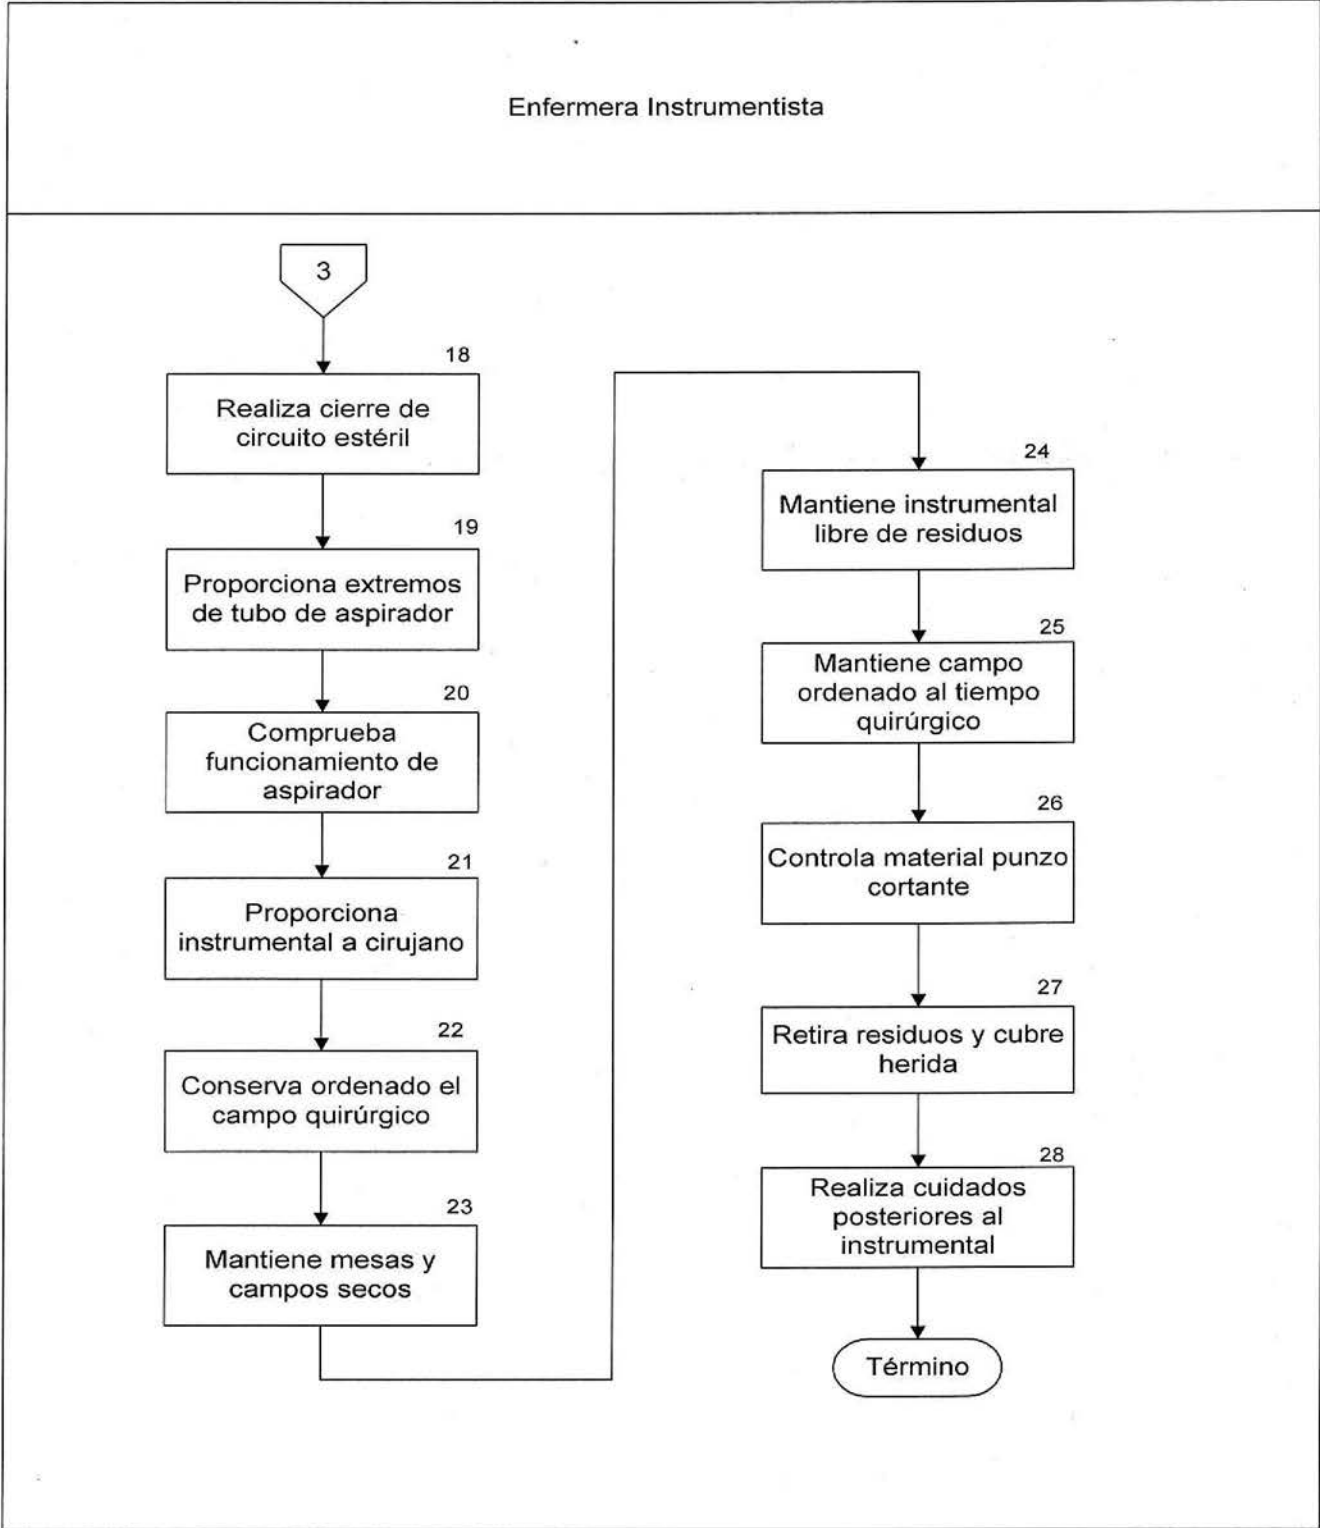 Enfermera Instrumentista
3
18
Realiza cierre de
circuito estéril
19
Proporciona extremos
de tubo de aspirador
20
Comprueba
funcionamiento de
aspirador
21
Proporciona
instrumental a cirujano
22
Conserva ordenado el
campo quirúrgico
23
Mantiene mesas y
campos secos
24
Mantiene instrumental
libre de residuos
25
Mantiene campo
ordenado al tiempo
quirúrgico
26
Controla material punzo
cortante
27
Retira residuos y cubre
herida
28
Realiza cuidados
posteriores al
instrumental
Término